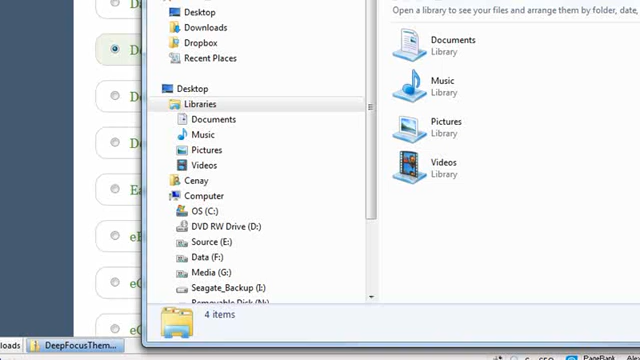 Desktop
Downloads
Dropbox
Recent Places
Desktop
Libraries
Documents
Music
Pictures
Videos
Cenay
Computer
OS (C:)
DVD RW Drive (D:)
Source (E:)
Data (F:)
Media (G:)
Seagate_Backup (I:)
Removable Disk (N:)
Open a library to see your files and arrange them by folder, date,
Documents
Library
Music
Library
Pictures
Library
Videos
Library
4 items
loads
DeepFocusThem...
PageRank